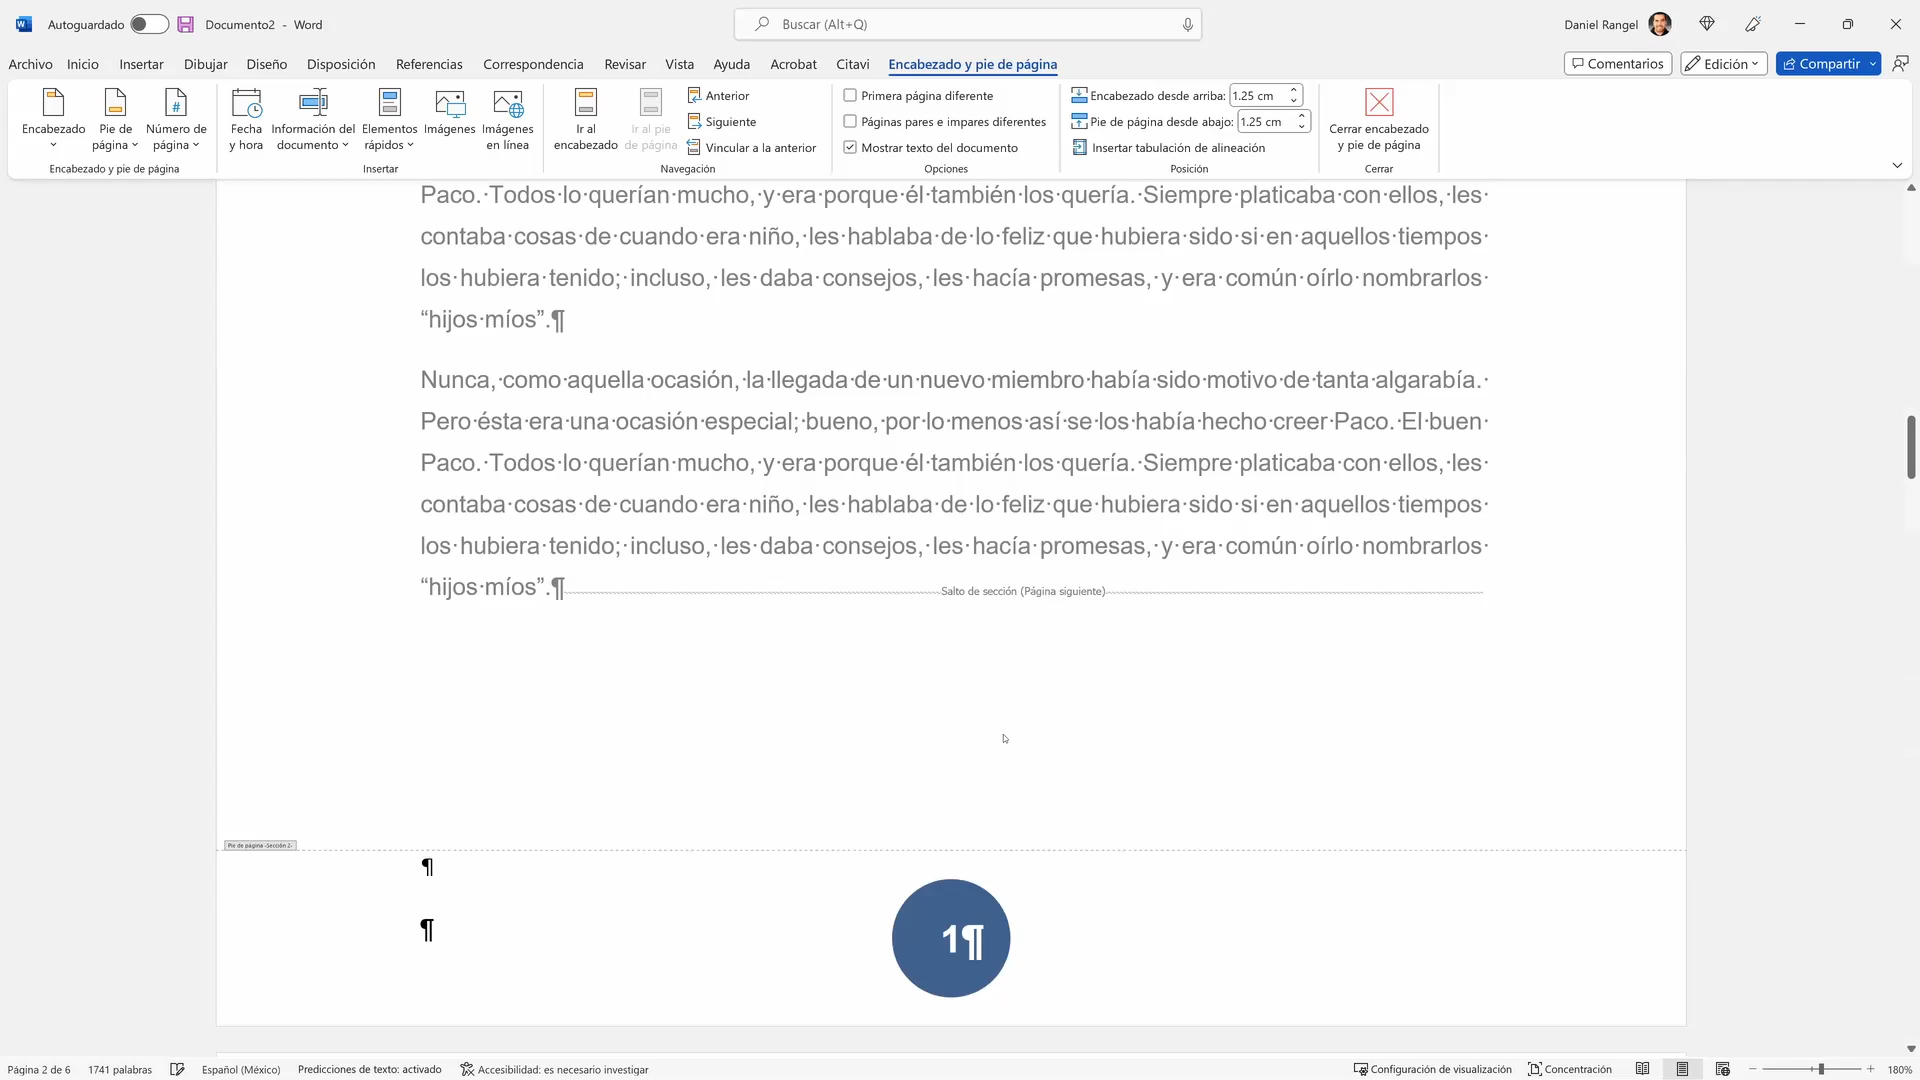 Autoguardado Documento2 - Word Buscar (Alt+Q) Daniel Rangel
Archivo Inicio Insertar Dibujar Diseño Disposición Referencias Correspondencia Revisar Vista Ayuda Acrobat Citavi Encabezado y pie de página Comentarios Edición Compartir
Encabezado
Pie de página
Número de página
Encabezado y pie de página
Fecha y hora
Información del documento
Elementos rápidos
Imágenes
Imágenes en línea
Insertar
Ir al encabezado
Ir al pie de página
Anterior
Siguiente
Vincular a la anterior
Navegación
Primera página diferente
Páginas pares e impares diferentes
Mostrar texto del documento
Opciones
Encabezado desde arriba: 1.25 cm
Pie de página desde abajo: 1.25 cm
Insertar tabulación de alineación
Posición
Cerrar encabezado y pie de página
Cerrar
Paco.·Todos·lo·querían·mucho,·y·era·porque·él·también·los·quería.·Siempre·platicaba·con·ellos,·les·
contaba·cosas·de·cuando·era·niño,·les·hablaba·de·lo·feliz·que·hubiera·sido·si·en·aquellos·tiempos·
los·hubiera·tenido;·incluso,·les·daba·consejos,·les·hacía·promesas,·y·era·común·oírlo·nombrarlos·
“hijos·míos”.¶
Nunca,·como·aquella·ocasión,·la·llegada·de·un·nuevo·miembro·había·sido·motivo·de·tanta·algarabía.·
Pero·ésta·era·una·ocasión·especial;·bueno,·por·lo·menos·así·se·los·había·hecho·creer·Paco.·El·buen·
Paco.·Todos·lo·querían·mucho,·y·era·porque·él·también·los·quería.·Siempre·platicaba·con·ellos,·les·
contaba·cosas·de·cuando·era·niño,·les·hablaba·de·lo·feliz·que·hubiera·sido·si·en·aquellos·tiempos·
los·hubiera·tenido;·incluso,·les·daba·consejos,·les·hacía·promesas,·y·era·común·oírlo·nombrarlos·
“hijos·míos”.¶ Salto de sección (Página siguiente)
Pie de página -Sección 2-
¶
¶
1¶
Página 2 de 6 1741 palabras Español (México) Predicciones de texto: activado Accesibilidad: es necesario investigar Configuración de visualización Concentración 180%